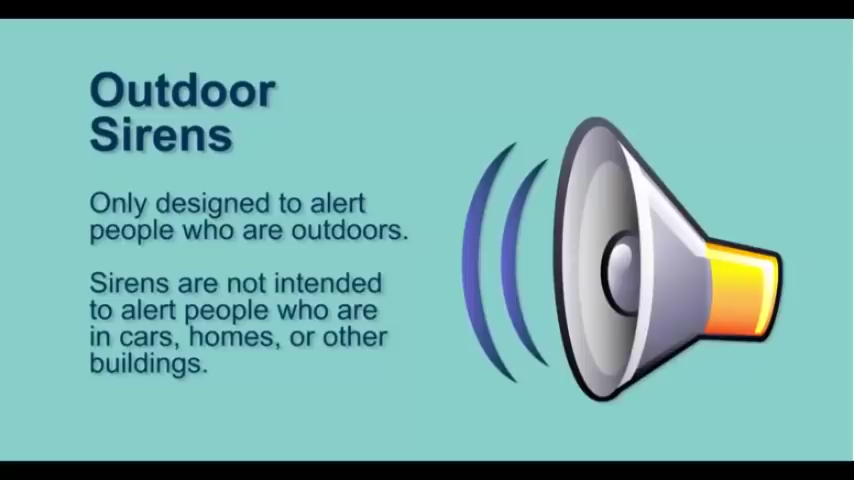 Outdoor
Sirens
Only designed to alert
people who are outdoors.
Sirens are not intended
to alert people who are
in cars, homes, or other
buildings.